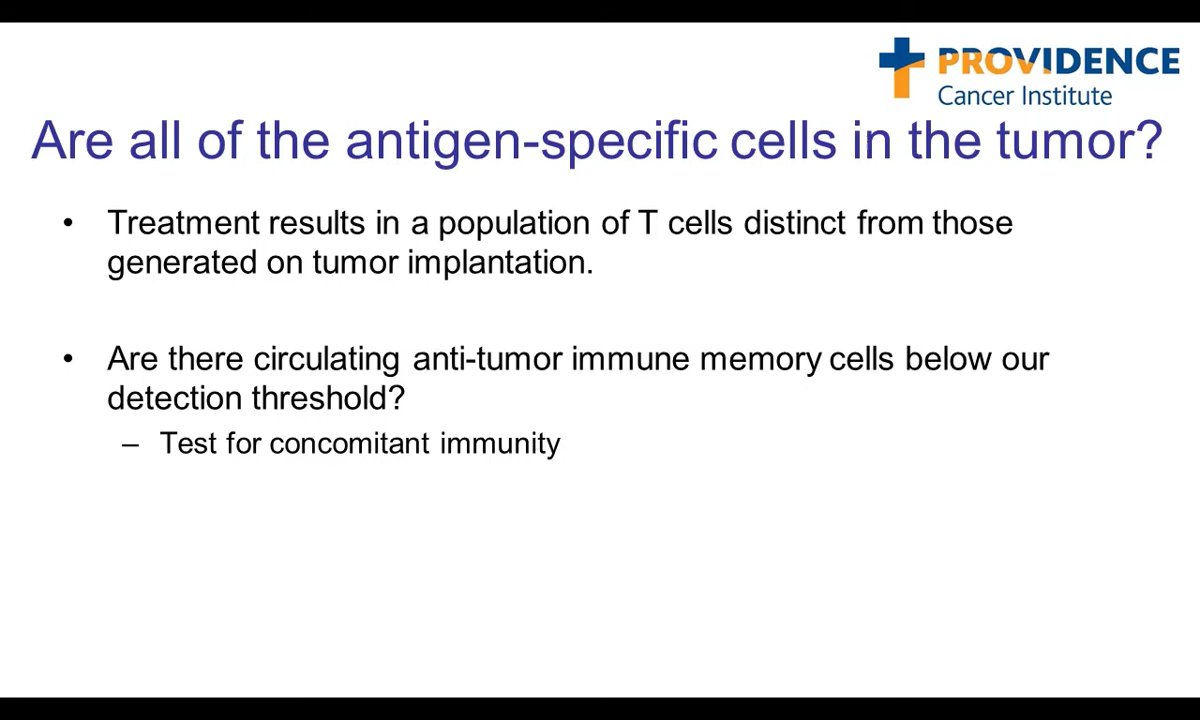 PROVIDENCE
Cancer Institute
Are all of the antigen-specific cells in the tumor?
• Treatment results in a population of T cells distinct from those
generated on tumor implantation.
• Are there circulating anti-tumor immune memory cells below our
detection threshold?
– Test for concomitant immunity